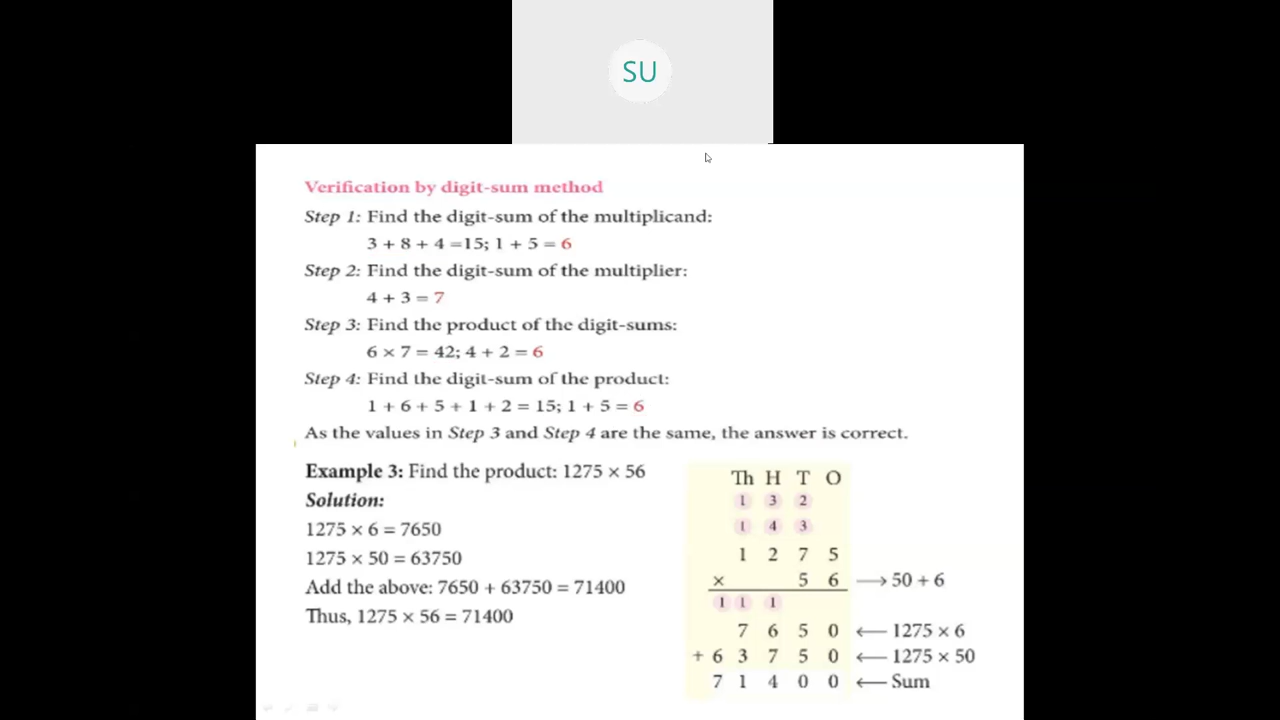 SU
Verification by digit-sum method
Step 1: Find the digit-sum of the multiplicand:
3 + 8 + 4 =15; 1 + 5 = 6
Step 2: Find the digit-sum of the multiplier:
4 + 3 = 7
Step 3: Find the product of the digit-sums:
6 × 7 = 42; 4 + 2 = 6
Step 4: Find the digit-sum of the product:
1 + 6 + 5 + 1 + 2 = 15; 1 + 5 = 6
As the values in Step 3 and Step 4 are the same, the answer is correct.
Example 3: Find the product: 1275 × 56
Solution:
1275 × 6 = 7650
1275 × 50 = 63750
Add the above: 7650 + 63750 = 71400
Thus, 1275 × 56 = 71400
Th H T O
1 3 2
1 4 3
1 2 7 5
× 5 6 → 50 + 6
1 1 1
7 6 5 0 ← 1275 × 6
+ 6 3 7 5 0 ← 1275 × 50
7 1 4 0 0 ← Sum